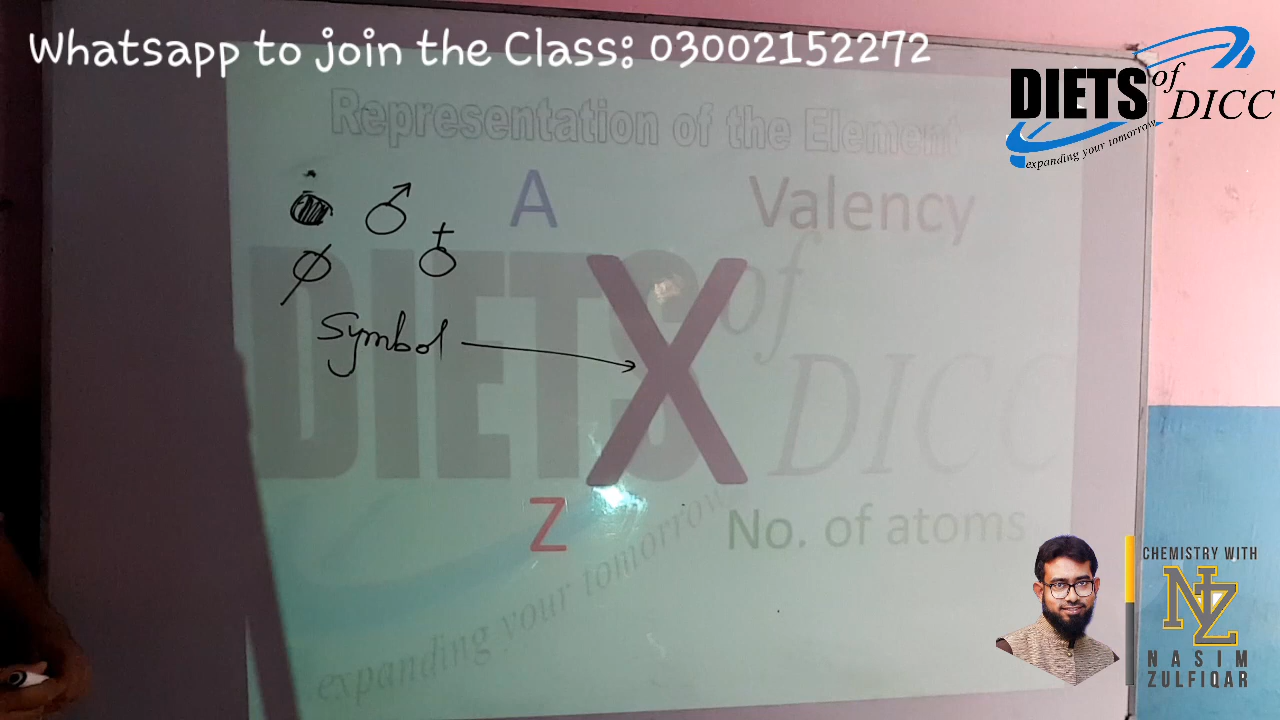 Whatsapp to join the Class: 03002152272
DIETS of DICC
expanding your tomorrow
Representation of the Element
A
Valency
DIETS of DICC
X
Symbol
Z
No. of atoms
expanding your tomorrow
CHEMISTRY WITH
NZ
NASIM
ZULFIQAR